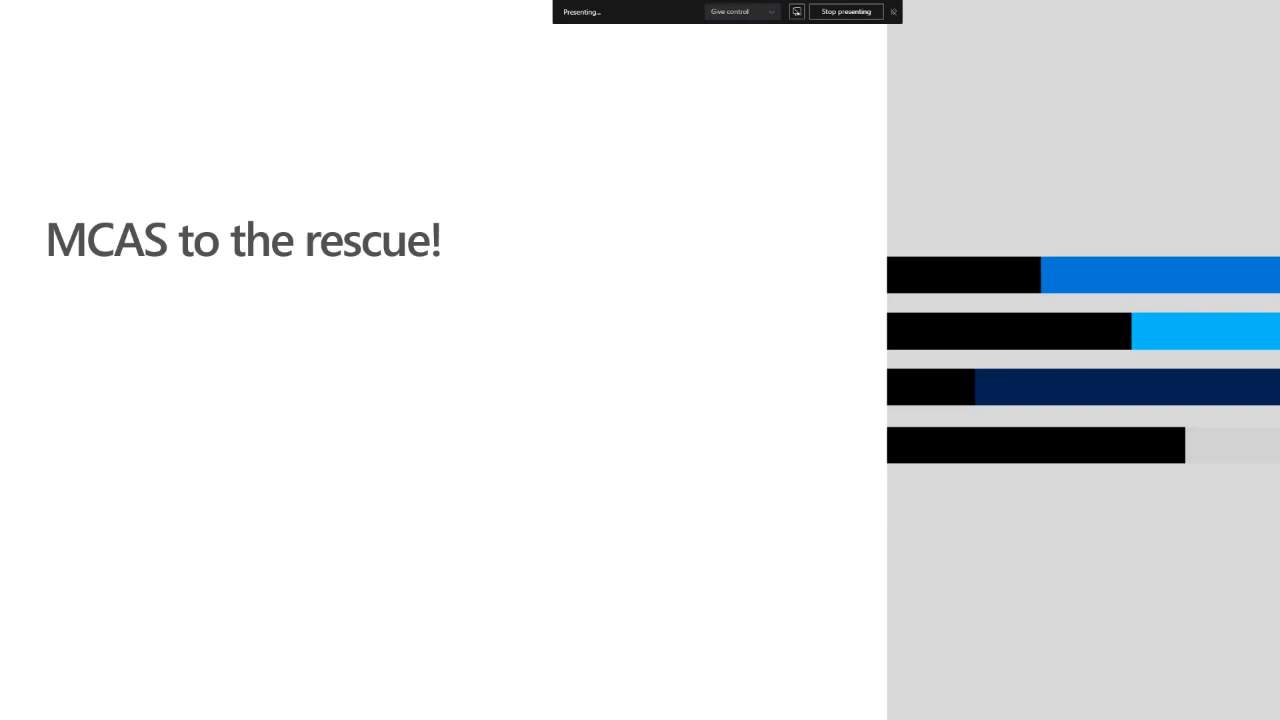 Presenting...
Give control
Stop presenting
MCAS to the rescue!